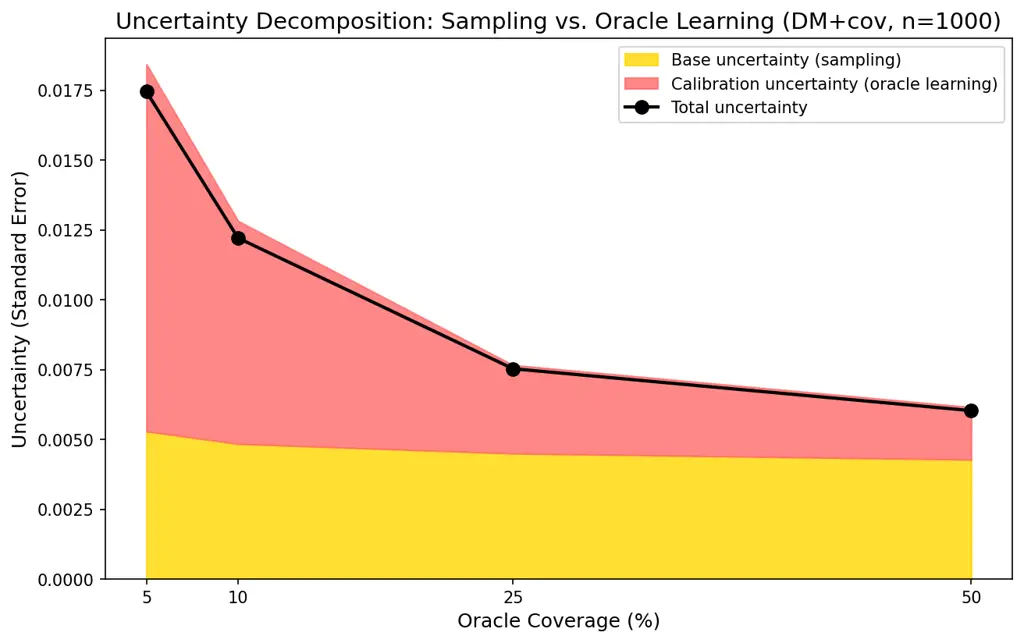 Uncertainty Decomposition: Sampling vs. Oracle Learning (DM+cov, n=1000)
Base uncertainty (sampling)
Calibration uncertainty (oracle learning)
Total uncertainty
Uncertainty (Standard Error)
0.0175
0.0150
0.0125
0.0100
0.0075
0.0050
0.0025
0.0000
5
10
25
50
Oracle Coverage (%)